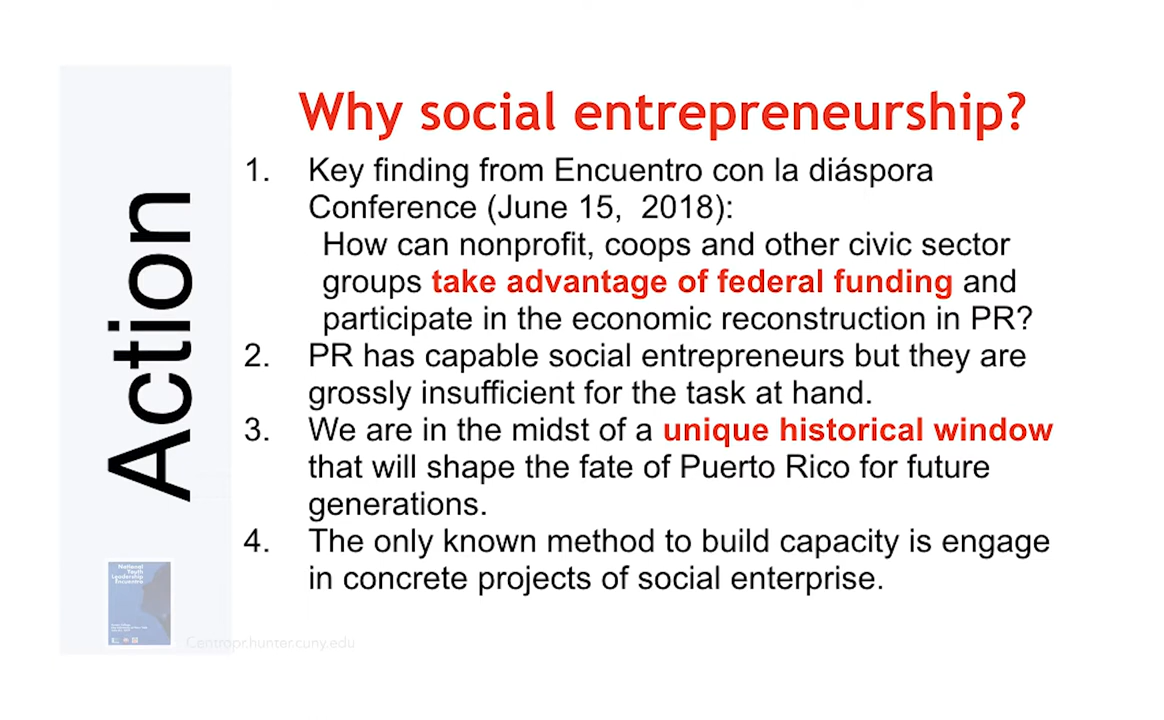 Why social entrepreneurship?
1. Key finding from Encuentro con la diáspora
Conference (June 15, 2018):
How can nonprofit, coops and other civic sector
groups take advantage of federal funding and
participate in the economic reconstruction in PR?
2. PR has capable social entrepreneurs but they are
grossly insufficient for the task at hand.
3. We are in the midst of a unique historical window
that will shape the fate of Puerto Rico for future
generations.
4. The only known method to build capacity is engage
in concrete projects of social enterprise.
Action
National
Youth
Leadership
Encuentro
Centropr.hunter.cuny.edu